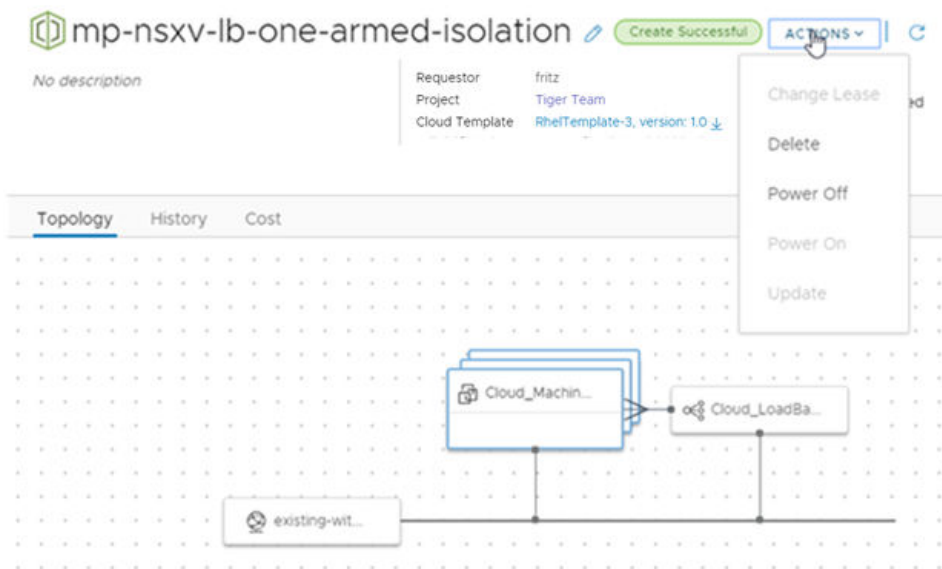 mp-nsxv-lb-one-armed-isolation
Create Successful
ACTIONS
No description
Requestor fritz
Project Tiger Team
Cloud Template RhelTemplate-3, version: 1.0
Change Lease
Delete
Power Off
Power On
Update
Topology History Cost
Cloud_Machin...
Cloud_LoadBa...
existing-wit...